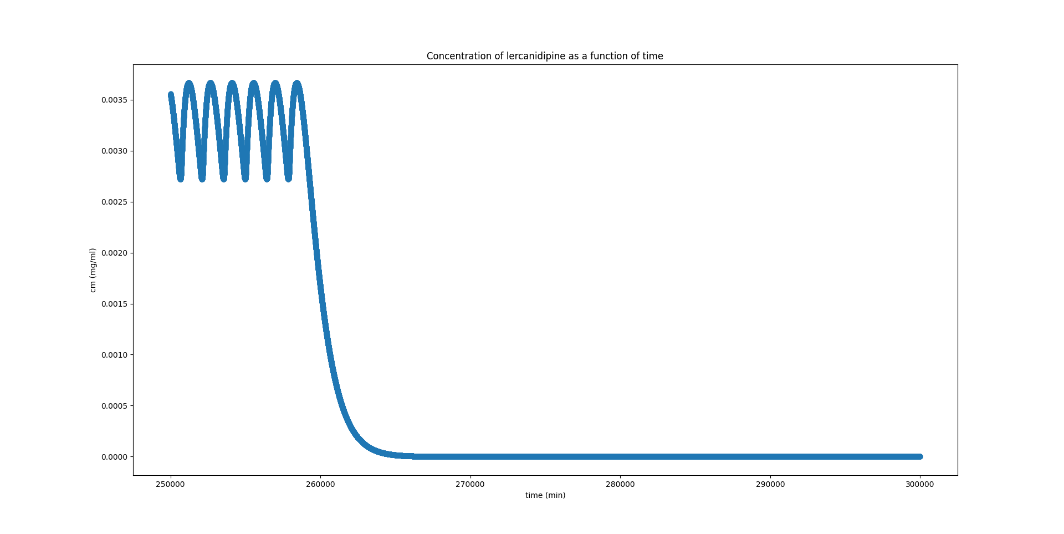 Concentration of lercanidipine as a function of time
cm (mg/ml)
0.0035
0.0030
0.0025
0.0020
0.0015
0.0010
0.0005
0.0000
250000 260000 270000 280000 290000 300000
time (min)